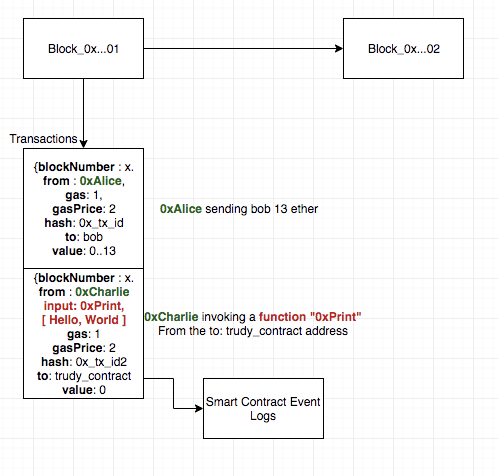 Block_0x...01
Block_0x...02
Transactions
{blockNumber : x.
from : 0xAlice,
gas: 1,
gasPrice: 2
hash: 0x_tx_id
to: bob
value: 0..13
0xAlice sending bob 13 ether
{blockNumber : x.
from : 0xCharlie
input: 0xPrint,
[ Hello, World ]
gas: 1
gasPrice: 2
hash: 0x_tx_id2
to: trudy_contract
value: 0
0xCharlie invoking a function "0xPrint"
From the to: trudy_contract address
Smart Contract Event
Logs